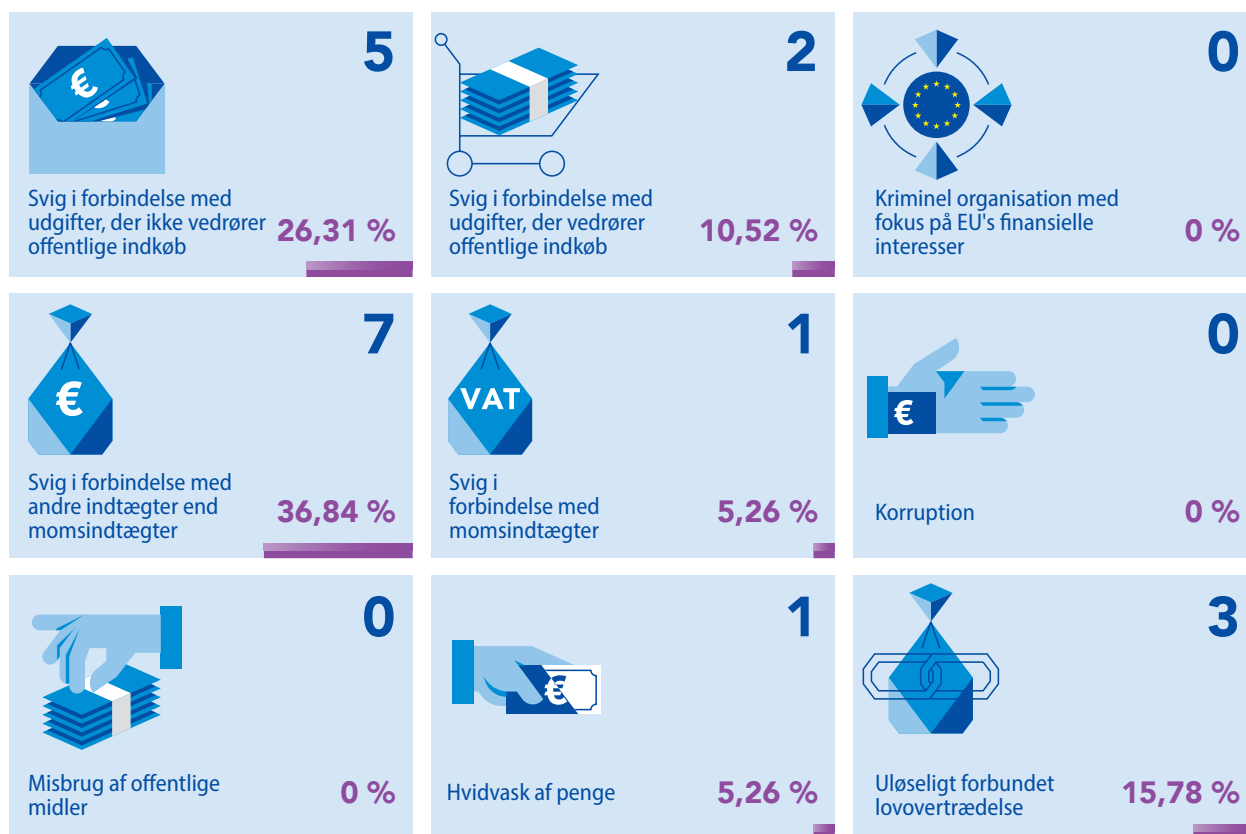 5
€
Svig i forbindelse med
udgifter, der ikke vedrører
offentlige indkøb
26,31 %
2
Svig i forbindelse med
udgifter, der vedrører
offentlige indkøb
10,52 %
0
Kriminel organisation med
fokus på EU's finansielle
interesser
0 %
7
€
Svig i forbindelse med
andre indtægter end
momsindtægter
36,84 %
1
VAT
Svig i
forbindelse med
momsindtægter
5,26 %
0
€
Korruption
0 %
0
Misbrug af offentlige
midler
0 %
1
€
Hvidvask af penge
5,26 %
3
Uløseligt forbundet
lovovertrædelse
15,78 %